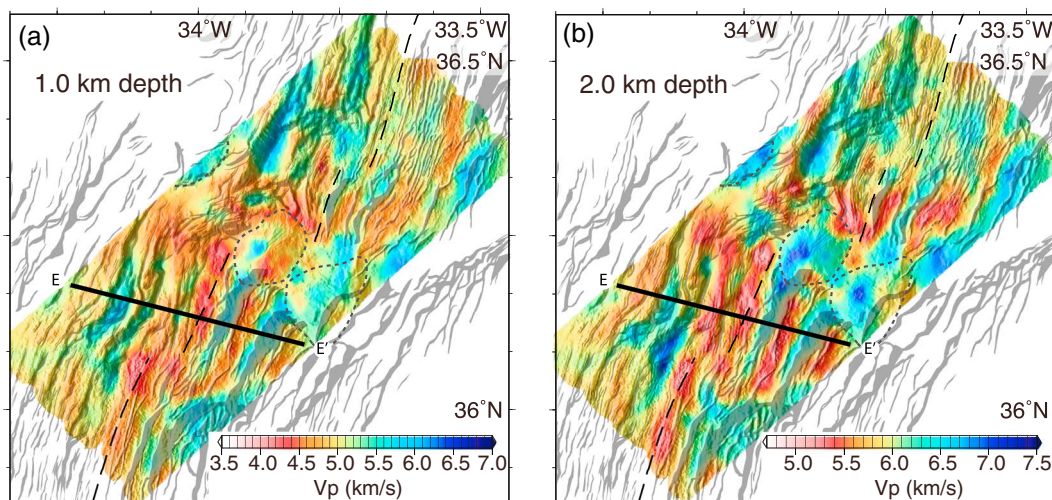 (a)
34˚W
33.5˚W
36.5˚N
1.0 km depth
E
E'
36˚N
3.5 4.0 4.5 5.0 5.5 6.0 6.5 7.0
Vp (km/s)
(b)
34˚W
33.5˚W
36.5˚N
2.0 km depth
E
E'
36˚N
5.0 5.5 6.0 6.5 7.0 7.5
Vp (km/s)